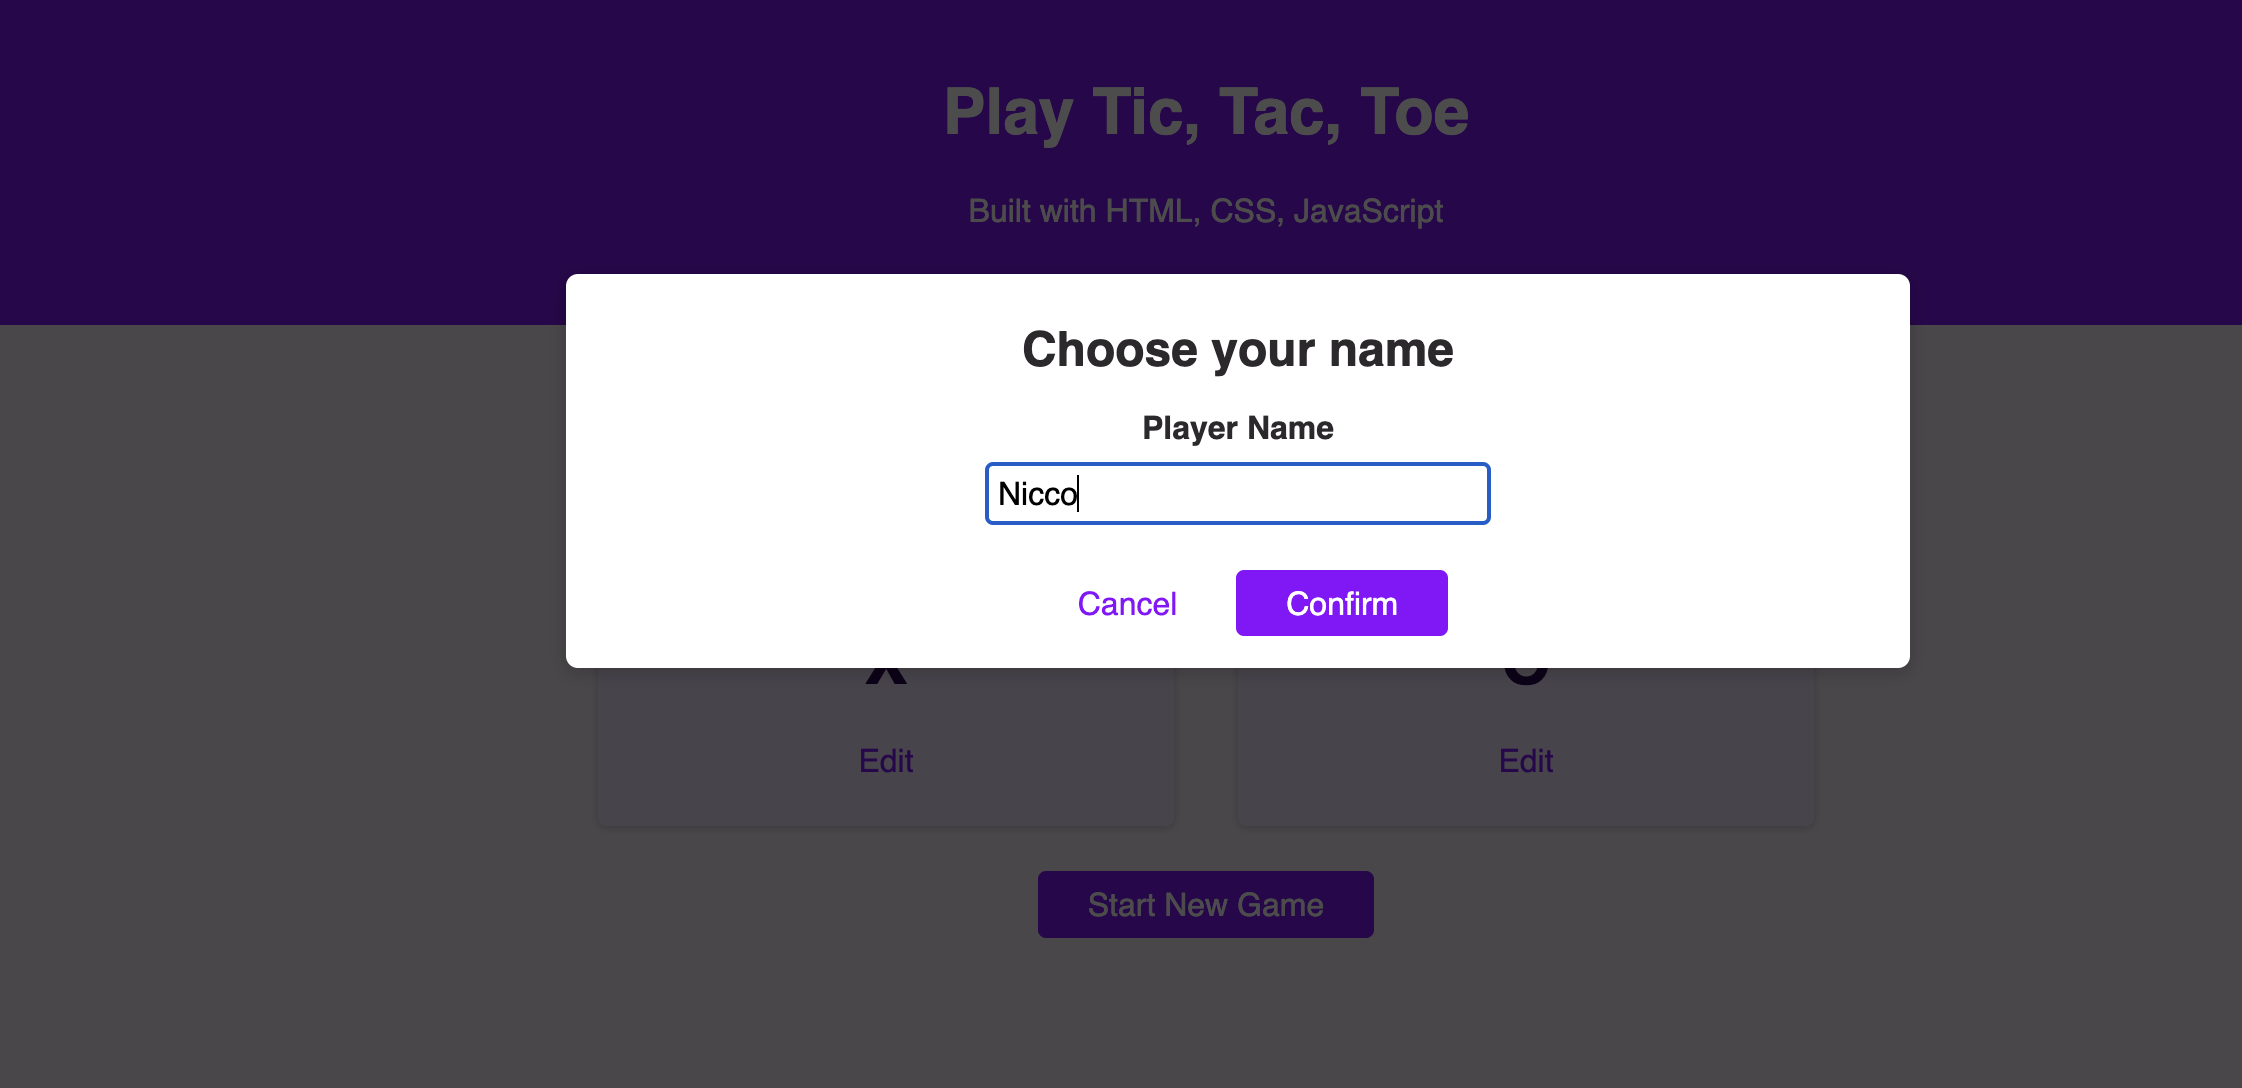 Play Tic, Tac, Toe
Built with HTML, CSS, JavaScript
Choose your name
Player Name
Nicco
Cancel
Confirm
X
Edit
Edit
Start New Game